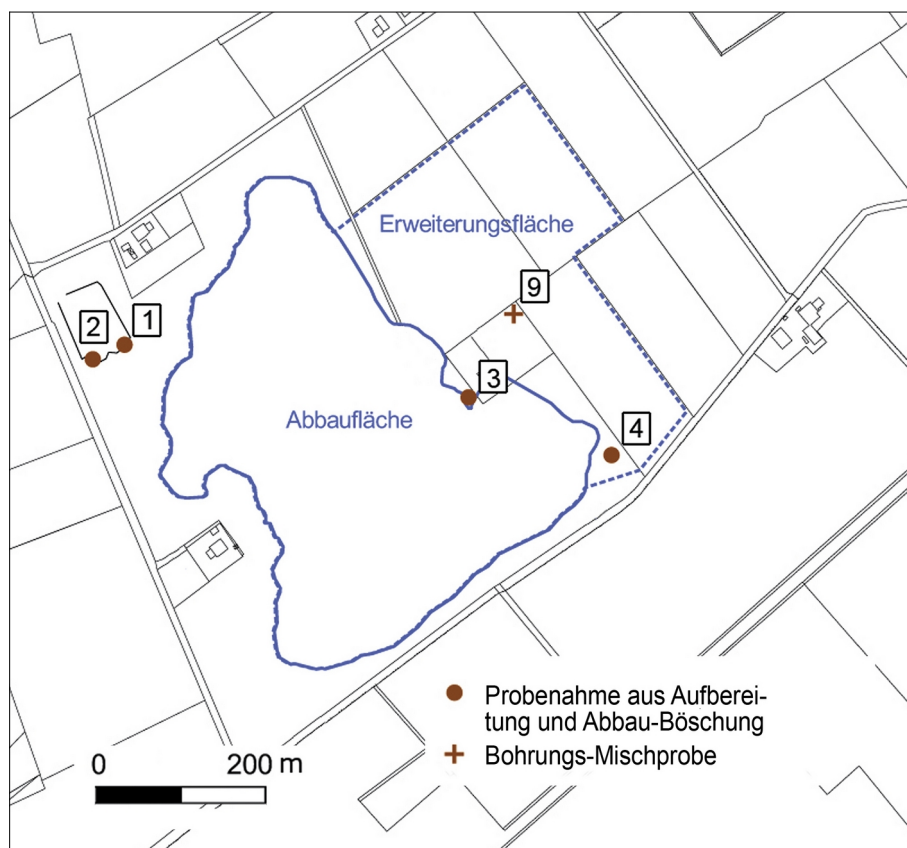 Erweiterungsfläche
9
1
2
3
Abbaufläche
4
Probenahme aus Aufberei-
tung und Abbau-Böschung
Bohrungs-Mischprobe
0 200 m